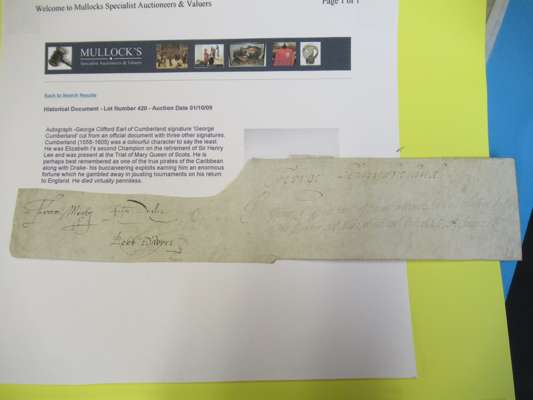 Welcome to Mullocks Specialist Auctioneers & Valuers
Page 1 of 1
MULLOCK'S
Specialist Auctioneers & Valuers
Back to Search Results
Historical Document - Lot Number 420 - Auction Date 01/10/09
Autograph -George Clifford Earl of Cumberland signature 'George
Cumberland' cut from an official document with three other signatures.
Cumberland (1558-1605) was a colourful character to say the least.
He was Elizabeth I's second Champion on the retirement of Sir Henry
Lee and was present at the Trial of Mary Queen of Scots. He is
perhaps best remembered as one of the true pirates of the Caribbean
along with Drake- his buccaneering exploits earning him an enormous
fortune which he gambled away in jousting tournaments on his return
to England. He died virtually penniless.
George Cumberland